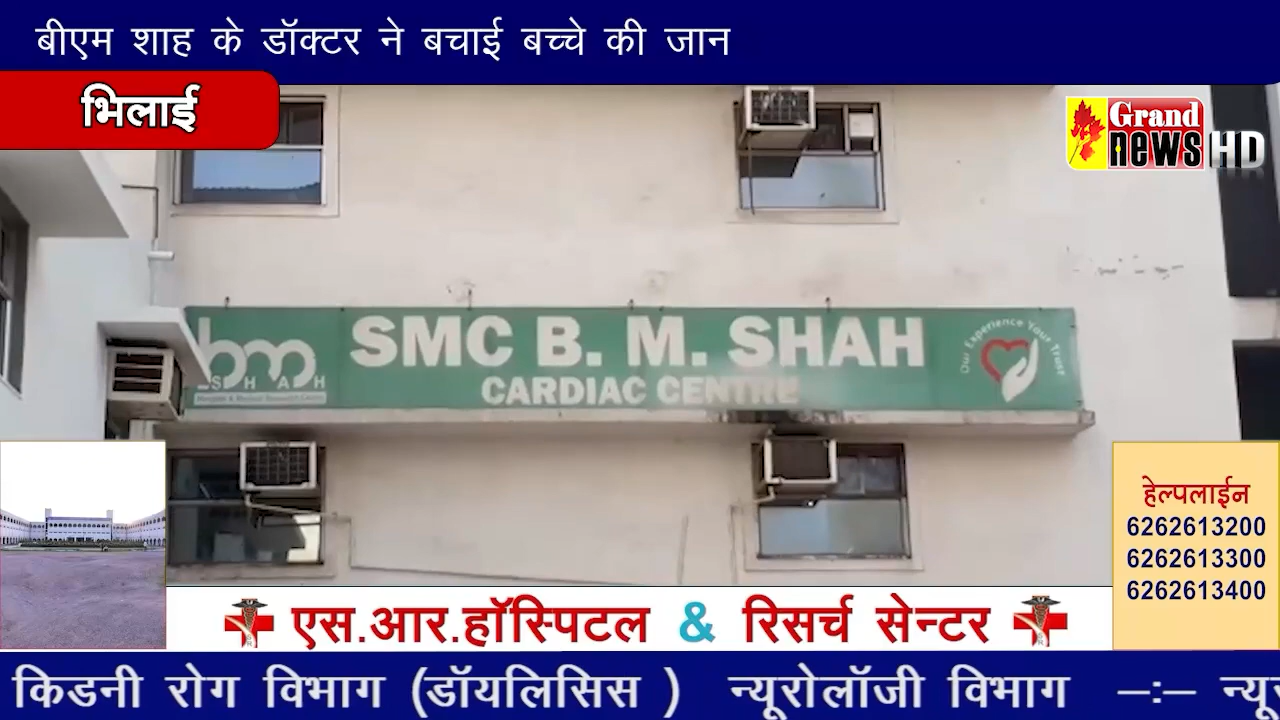 बीएम शाह के डॉक्टर ने बचाई बच्चे की जान
भिलाई
Grand
news HD
SMC B. M. SHAH
CARDIAC CENTRE
bm
SHAH
Our Experience Your Trust
हेल्पलाईन
6262613200
6262613300
6262613400
एस.आर.हॉस्पिटल & रिसर्च सेन्टर
किडनी रोग विभाग (डॉयलिसिस ) न्यूरोलॉजी विभाग —:—